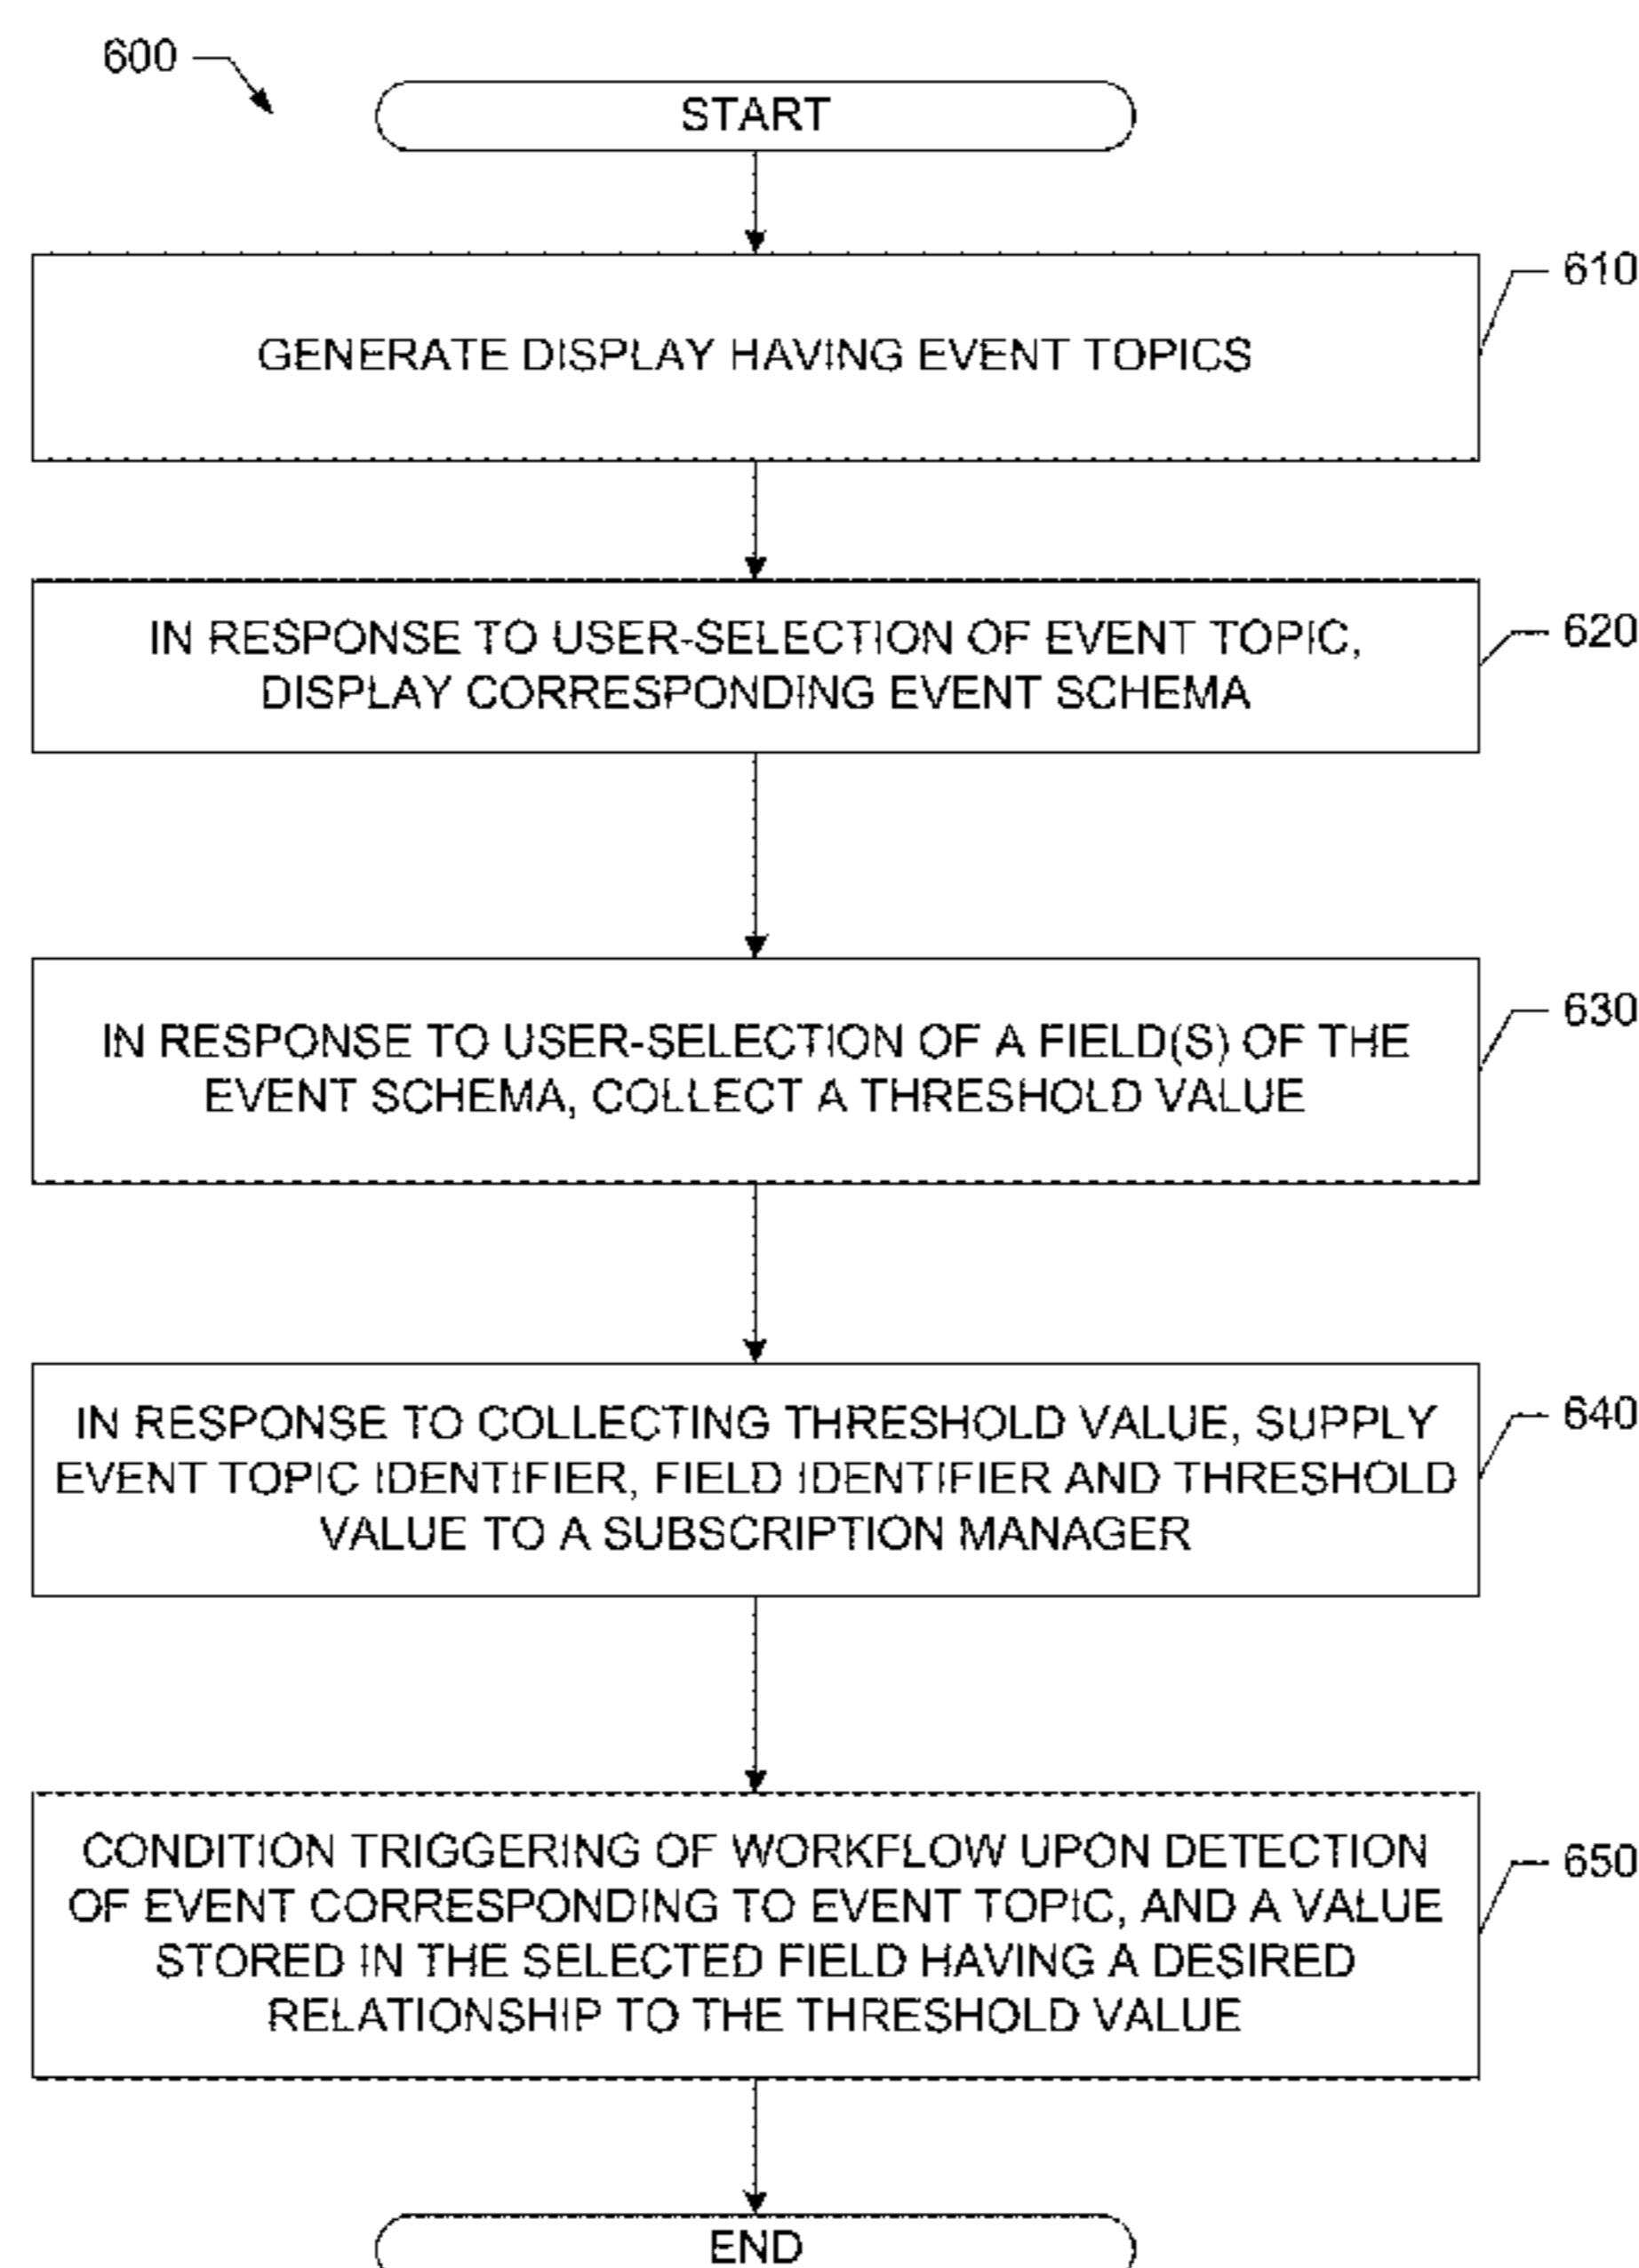 600
START
610
GENERATE DISPLAY HAVING EVENT TOPICS
620
IN RESPONSE TO USER-SELECTION OF EVENT TOPIC,
DISPLAY CORRESPONDING EVENT SCHEMA
630
IN RESPONSE TO USER-SELECTION OF A FIELD(S) OF THE
EVENT SCHEMA, COLLECT A THRESHOLD VALUE
640
IN RESPONSE TO COLLECTING THRESHOLD VALUE, SUPPLY
EVENT TOPIC IDENTIFIER, FIELD IDENTIFIER AND THRESHOLD
VALUE TO A SUBSCRIPTION MANAGER
650
CONDITION TRIGGERING OF WORKFLOW UPON DETECTION
OF EVENT CORRESPONDING TO EVENT TOPIC, AND A VALUE
STORED IN THE SELECTED FIELD HAVING A DESIRED
RELATIONSHIP TO THE THRESHOLD VALUE
END